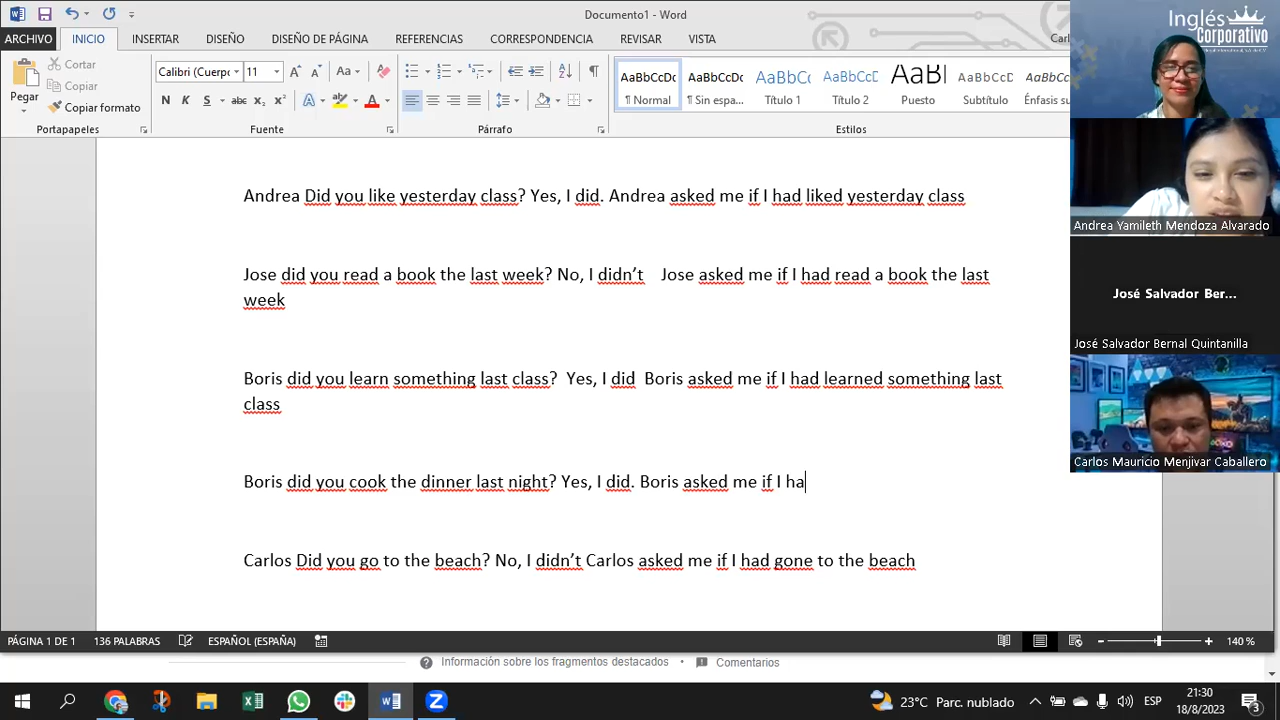 Documento1 - Word
ARCHIVO INICIO INSERTAR DISEÑO DISEÑO DE PÁGINA REFERENCIAS CORRESPONDENCIA REVISAR VISTA
Pegar
Cortar
Copiar
Copiar formato
Portapapeles
Calibri (Cuerpo 11
Aa
N K S abc x₂ x²
Fuente
Párrafo
AaBbCcDc AaBbCcDc AaBbCc AaBbCcD AaBbC AaBbCcD AaBbCcD
¶ Normal ¶ Sin espa... Título 1 Título 2 Puesto Subtítulo Énfasis su
Estilos
Inglés
Corporativo
Andrea Yamileth Mendoza Alvarado
José Salvador Ber...
José Salvador Bernal Quintanilla
Carlos Mauricio Menjivar Caballero
Andrea Did you like yesterday class? Yes, I did. Andrea asked me if I had liked yesterday class
Jose did you read a book the last week? No, I didn’t Jose asked me if I had read a book the last
week
Boris did you learn something last class? Yes, I did Boris asked me if I had learned something last
class
Boris did you cook the dinner last night? Yes, I did. Boris asked me if I ha
Carlos Did you go to the beach? No, I didn’t Carlos asked me if I had gone to the beach
PÁGINA 1 DE 1 136 PALABRAS ESPAÑOL (ESPAÑA) 140 %
Información sobre los fragmentos destacados • Comentarios
23°C Parc. nublado ESP 21:30
18/8/2023
3